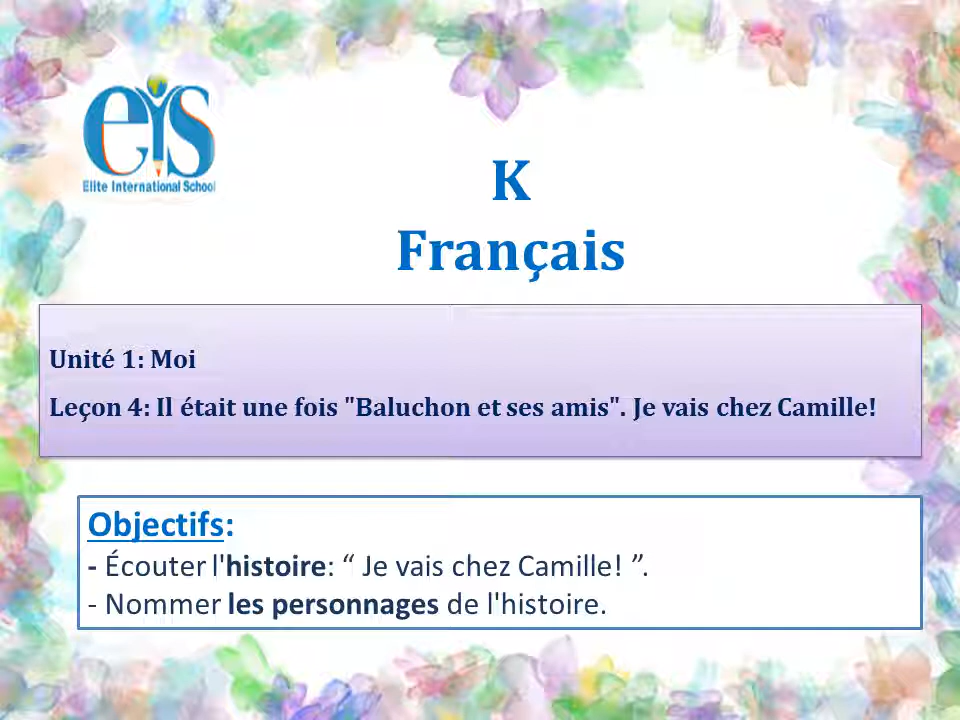 eis
Elite International School
K
Français
Unité 1: Moi
Leçon 4: Il était une fois "Baluchon et ses amis". Je vais chez Camille!
Objectifs:
- Écouter l'histoire: “ Je vais chez Camille! ”.
- Nommer les personnages de l'histoire.